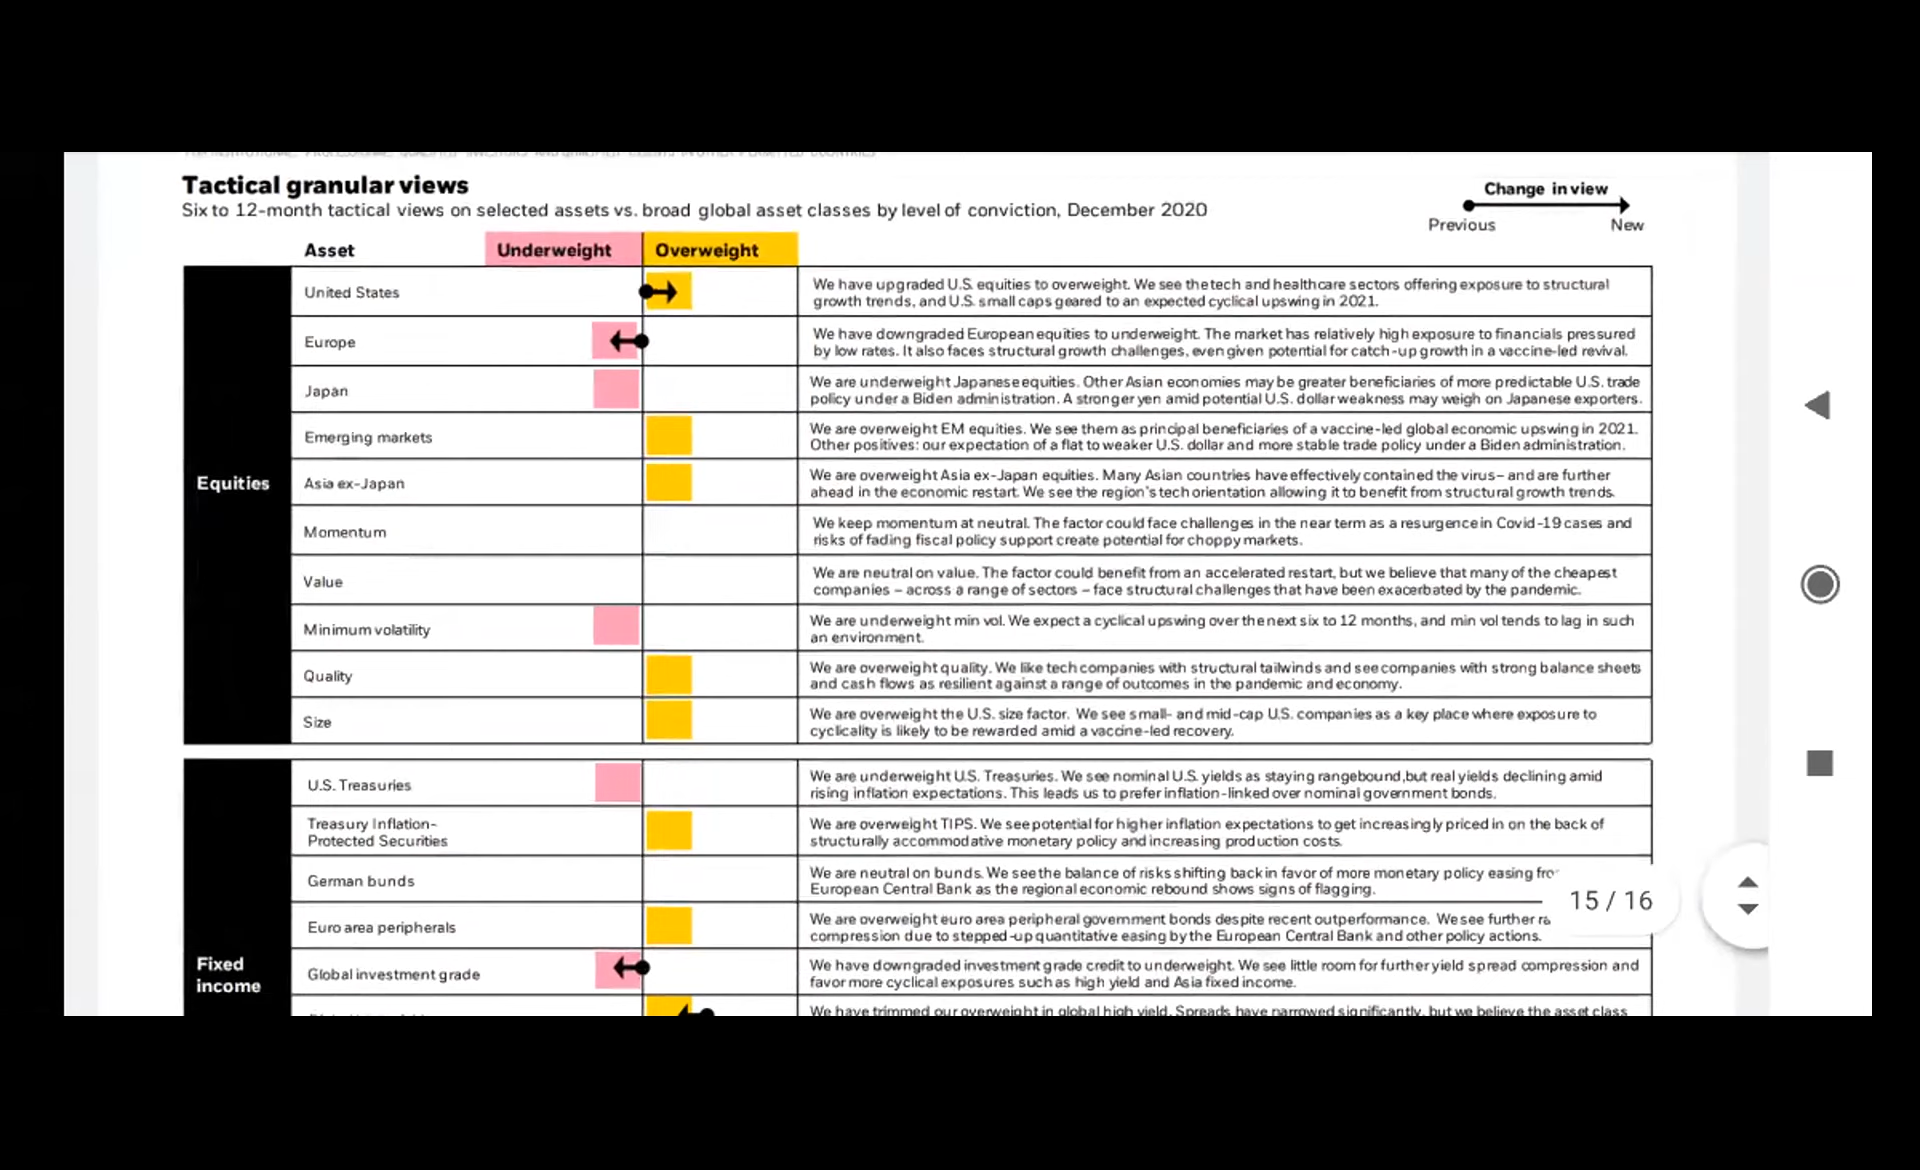 Tactical granular views
Six to 12-month tactical views on selected assets vs. broad global asset classes by level of conviction, December 2020
Change in view
Previous New
Asset Underweight Overweight
Equities
United States
We have upgraded U.S. equities to overweight. We see the tech and healthcare sectors offering exposure to structural
growth trends, and U.S. small caps geared to an expected cyclical upswing in 2021.
Europe
We have downgraded European equities to underweight. The market has relatively high exposure to financials pressured
by low rates. It also faces structural growth challenges, even given potential for catch-up growth in a vaccine-led revival.
Japan
We are underweight Japanese equities. Other Asian economies may be greater beneficiaries of more predictable U.S. trade
policy under a Biden administration. A stronger yen amid potential U.S. dollar weakness may weigh on Japanese exporters.
Emerging markets
We are overweight EM equities. We see them as principal beneficiaries of a vaccine-led global economic upswing in 2021.
Other positives: our expectation of a flat to weaker U.S. dollar and more stable trade policy under a Biden administration.
Asia ex-Japan
We are overweight Asia ex-Japan equities. Many Asian countries have effectively contained the virus– and are further
ahead in the economic restart. We see the region's tech orientation allowing it to benefit from structural growth trends.
Momentum
We keep momentum at neutral. The factor could face challenges in the near term as a resurgence in Covid-19 cases and
risks of fading fiscal policy support create potential for choppy markets.
Value
We are neutral on value. The factor could benefit from an accelerated restart, but we believe that many of the cheapest
companies – across a range of sectors – face structural challenges that have been exacerbated by the pandemic.
Minimum volatility
We are underweight min vol. We expect a cyclical upswing over the next six to 12 months, and min vol tends to lag in such
an environment.
Quality
We are overweight quality. We like tech companies with structural tailwinds and see companies with strong balance sheets
and cash flows as resilient against a range of outcomes in the pandemic and economy.
Size
We are overweight the U.S. size factor. We see small- and mid-cap U.S. companies as a key place where exposure to
cyclicality is likely to be rewarded amid a vaccine-led recovery.
Fixed
income
U.S. Treasuries
We are underweight U.S. Treasuries. We see nominal U.S. yields as staying rangebound, but real yields declining amid
rising inflation expectations. This leads us to prefer inflation-linked over nominal government bonds.
Treasury Inflation-
Protected Securities
We are overweight TIPS. We see potential for higher inflation expectations to get increasingly priced in on the back of
structurally accommodative monetary policy and increasing production costs.
German bunds
We are neutral on bunds. We see the balance of risks shifting back in favor of more monetary policy easing fro
European Central Bank as the regional economic rebound shows signs of flagging.
15 / 16
Euro area peripherals
We are overweight euro area peripheral government bonds despite recent outperformance. We see further ra
compression due to stepped-up quantitative easing by the European Central Bank and other policy actions.
Global investment grade
We have downgraded investment grade credit to underweight. We see little room for further yield spread compression and
favor more cyclical exposures such as high yield and Asia fixed income.
We have trimmed our overweight in global high yield. Spreads have narrowed significantly, but we believe the asset class